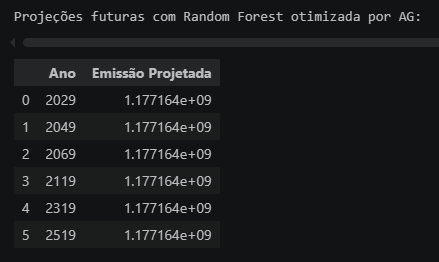 Projeções futuras com Random Forest otimizada por AG:
Ano Emissão Projetada
0 2029 1.177164e+09
1 2049 1.177164e+09
2 2069 1.177164e+09
3 2119 1.177164e+09
4 2319 1.177164e+09
5 2519 1.177164e+09